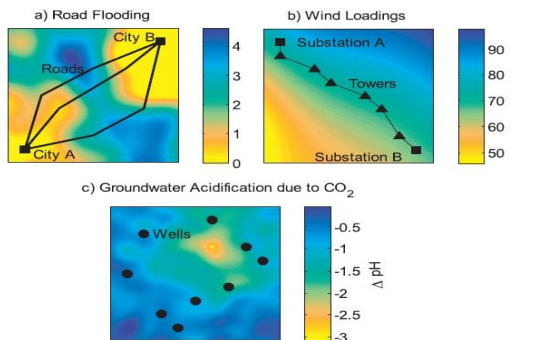 a) Road Flooding
City B
Roads
City A
4
3
2
1
0
b) Wind Loadings
Substation A
Towers
Substation B
90
80
70
60
50
c) Groundwater Acidification due to CO2
Wells
-0.5
-1
-1.5
-2
-2.5
-3
Δ pH